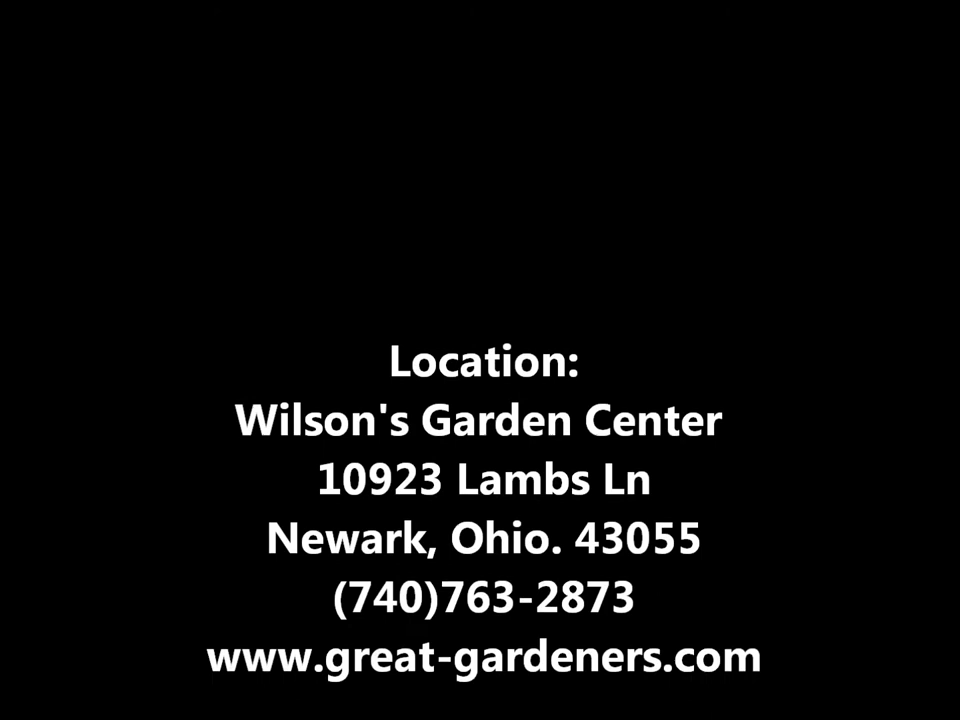 Location:
Wilson's Garden Center
10923 Lambs Ln
Newark, Ohio. 43055
(740)763-2873
www.great-gardeners.com